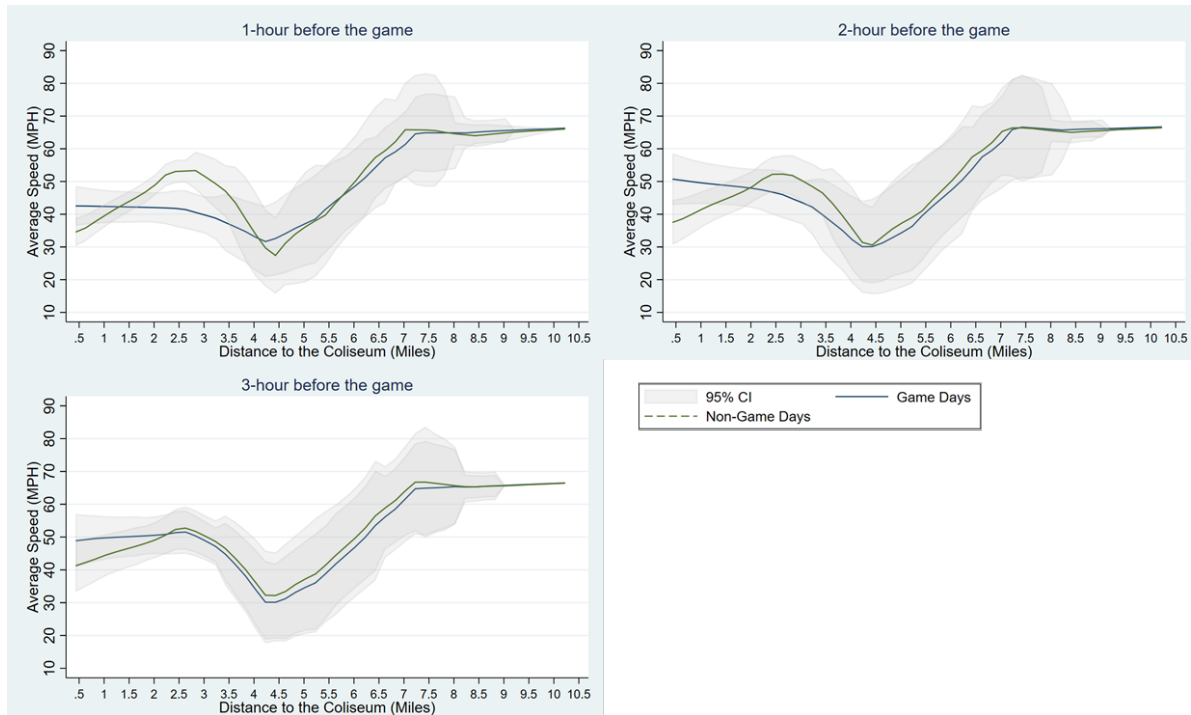 1-hour before the game
Average Speed (MPH)
90
80
70
60
50
40
30
20
10
.5 1 1.5 2 2.5 3 3.5 4 4.5 5 5.5 6 6.5 7 7.5 8 8.5 9 9.5 10 10.5
Distance to the Coliseum (Miles)
2-hour before the game
Average Speed (MPH)
90
80
70
60
50
40
30
20
10
.5 1 1.5 2 2.5 3 3.5 4 4.5 5 5.5 6 6.5 7 7.5 8 8.5 9 9.5 10 10.5
Distance to the Coliseum (Miles)
3-hour before the game
Average Speed (MPH)
90
80
70
60
50
40
30
20
10
.5 1 1.5 2 2.5 3 3.5 4 4.5 5 5.5 6 6.5 7 7.5 8 8.5 9 9.5 10 10.5
Distance to the Coliseum (Miles)
95% CI Game Days
Non-Game Days